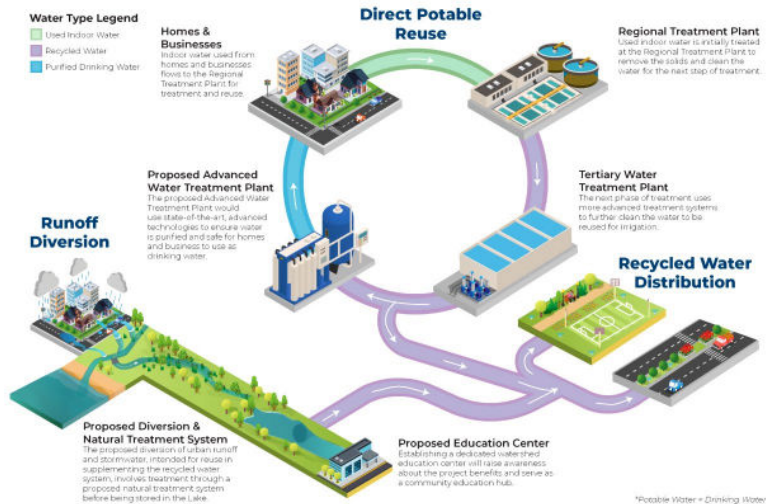 Water Type Legend
Used Indoor Water
Recycled Water
Purified Drinking Water
Homes &
Businesses
Indoor water used from
homes and businesses
flows to the Regional
Treatment Plant for
treatment and reuse.
Direct Potable
Reuse
Regional Treatment Plant
Used indoor water is initially treated
at the Regional Treatment Plant to
remove the solids and clean the
water for the next step of treatment.
Proposed Advanced
Water Treatment Plant
The proposed Advanced Water
Treatment Plant would
use state-of-the-art, advanced
technologies to ensure water
is purified and safe for homes
and business to use as
drinking water.
Tertiary Water
Treatment Plant
The next phase of treatment uses
more advanced treatment systems
to further clean the water to be
reused for irrigation.
Runoff
Diversion
Recycled Water
Distribution
Proposed Diversion &
Natural Treatment System
The proposed diversion of urban runoff
and stormwater, intended for reuse in
supplementing the recycled water
system, involves treatment through a
proposed natural treatment system
before being stored in the Lake.
Proposed Education Center
Establishing a dedicated watershed
education center will raise awareness
about the project benefits and serve as
a community education hub.
*Potable Water = Drinking Water